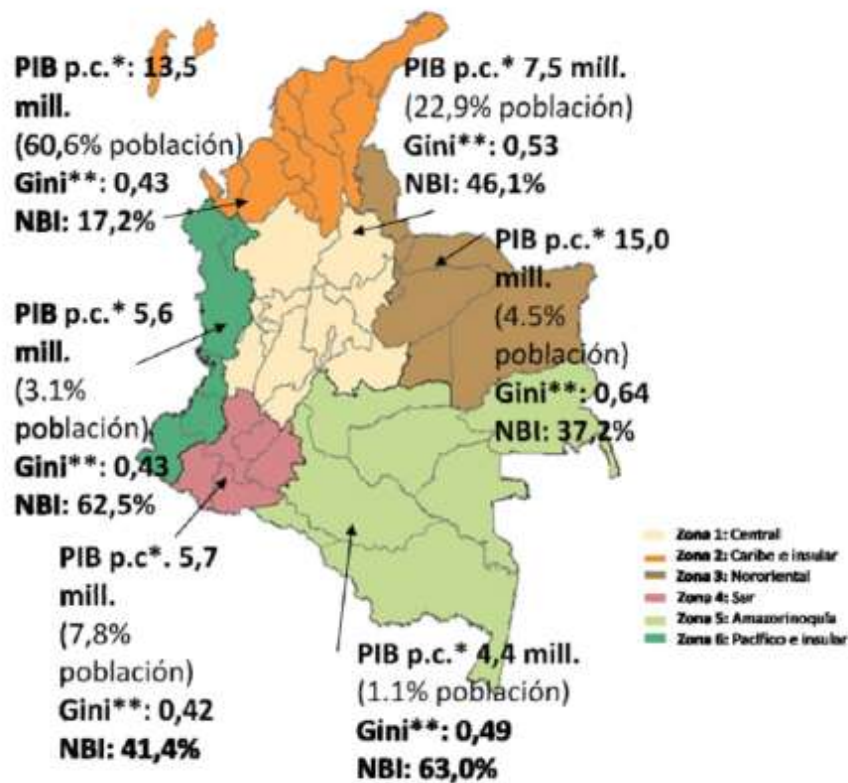 PIB p.c.*: 13,5
mill.
(60,6% población)
Gini**: 0,43
NBI: 17,2%
PIB p.c.* 7,5 mill.
(22,9% población)
Gini**: 0,53
NBI: 46,1%
PIB p.c.* 15,0
mill.
(4.5%
población)
Gini**: 0,64
NBI: 37,2%
PIB p.c.* 5,6
mill.
(3.1%
población)
Gini**: 0,43
NBI: 62,5%
PIB p.c*. 5,7
mill.
(7,8%
población)
Gini**: 0,42
NBI: 41,4%
PIB p.c.* 4,4 mill.
(1.1% población)
Gini**: 0,49
NBI: 63,0%
Zona 1: Central
Zona 2: Caribe e insular
Zona 3: Nororiental
Zona 4: Sur
Zona 5: Amazorinoquía
Zona 6: Pacífico e insular